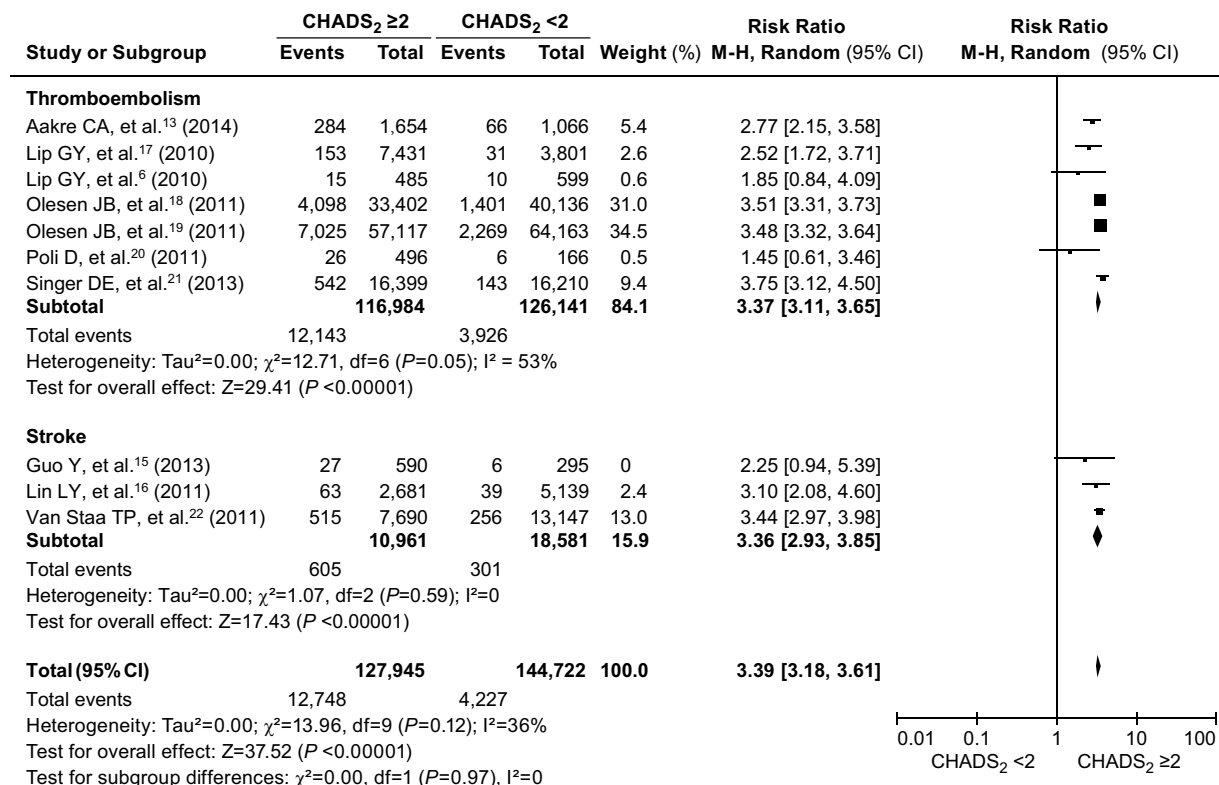 CHADS₂ ≥2 CHADS₂ <2 Risk Ratio Risk Ratio
Study or Subgroup Events Total Events Total Weight (%) M-H, Random (95% CI) M-H, Random (95% CI)
Thromboembolism
Aakre CA, et al.¹³ (2014) 284 1,654 66 1,066 5.4 2.77 [2.15, 3.58]
Lip GY, et al.¹⁷ (2010) 153 7,431 31 3,801 2.6 2.52 [1.72, 3.71]
Lip GY, et al.⁶ (2010) 15 485 10 599 0.6 1.85 [0.84, 4.09]
Olesen JB, et al.¹⁸ (2011) 4,098 33,402 1,401 40,136 31.0 3.51 [3.31, 3.73]
Olesen JB, et al.¹⁹ (2011) 7,025 57,117 2,269 64,163 34.5 3.48 [3.32, 3.64]
Poli D, et al.²⁰ (2011) 26 496 6 166 0.5 1.45 [0.61, 3.46]
Singer DE, et al.²¹ (2013) 542 16,399 143 16,210 9.4 3.75 [3.12, 4.50]
Subtotal 116,984 126,141 84.1 3.37 [3.11, 3.65]
Total events 12,143 3,926
Heterogeneity: Tau²=0.00; χ²=12.71, df=6 (P=0.05); I² = 53%
Test for overall effect: Z=29.41 (P <0.00001)
Stroke
Guo Y, et al.¹⁵ (2013) 27 590 6 295 0 2.25 [0.94, 5.39]
Lin LY, et al.¹⁶ (2011) 63 2,681 39 5,139 2.4 3.10 [2.08, 4.60]
Van Staa TP, et al.²² (2011) 515 7,690 256 13,147 13.0 3.44 [2.97, 3.98]
Subtotal 10,961 18,581 15.9 3.36 [2.93, 3.85]
Total events 605 301
Heterogeneity: Tau²=0.00; χ²=1.07, df=2 (P=0.59); I²=0
Test for overall effect: Z=17.43 (P <0.00001)
Total (95% CI) 127,945 144,722 100.0 3.39 [3.18, 3.61]
Total events 12,748 4,227
Heterogeneity: Tau²=0.00; χ²=13.96, df=9 (P=0.12); I²=36%
Test for overall effect: Z=37.52 (P <0.00001)
Test for subgroup differences: χ²=0.00, df=1 (P=0.97), I²=0
0.01 0.1 1 10 100
CHADS₂ <2 CHADS₂ ≥2